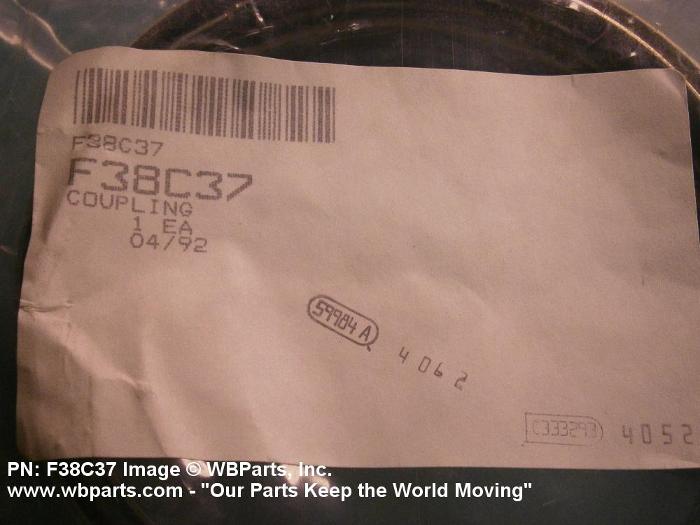 F38C37
F38C37
COUPLING
1 EA
04/92
59984 A
4062
C333293
4052
PN: F38C37 Image © WBParts, Inc.
www.wbparts.com - "Our Parts Keep the World Moving"